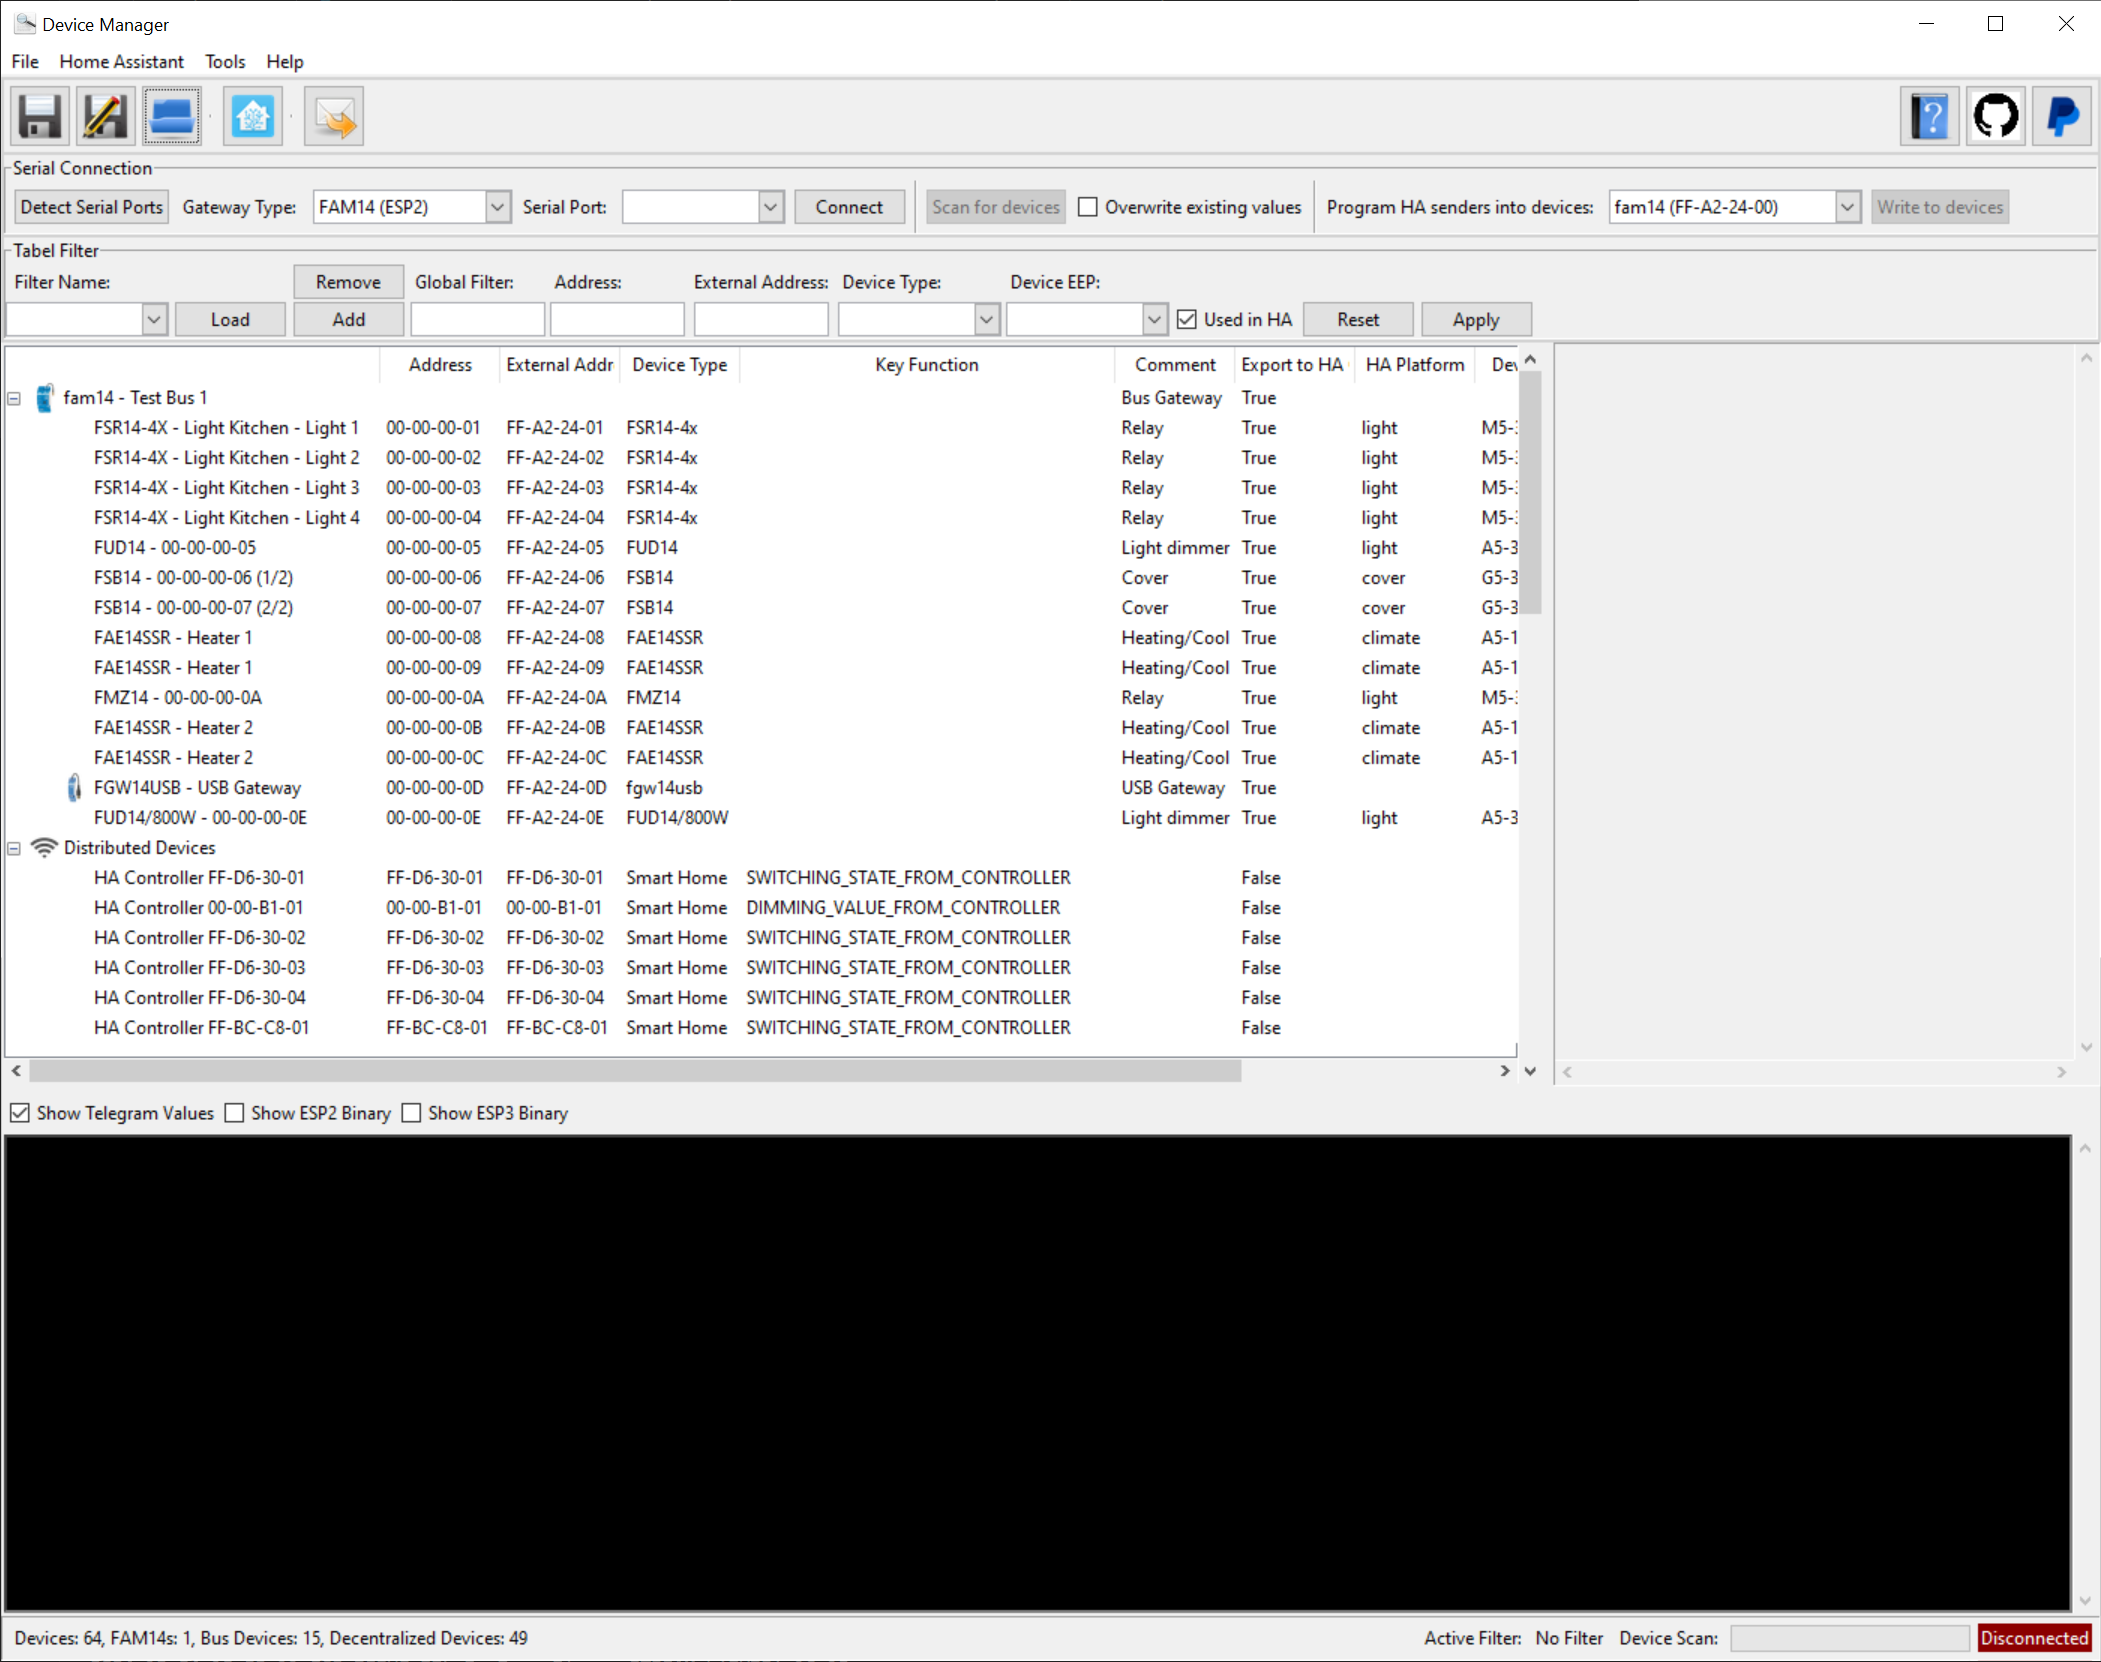 Device Manager
File Home Assistant Tools Help
Serial Connection
Detect Serial Ports Gateway Type: FAM14 (ESP2) Serial Port: Connect Scan for devices Overwrite existing values Program HA senders into devices: fam14 (FF-A2-24-00) Write to devices
Tabel Filter
Filter Name: Remove Global Filter: Address: External Address: Device Type: Device EEP:
Load Add Used in HA Reset Apply
Address External Addr Device Type Key Function Comment Export to HA HA Platform Dev
fam14 - Test Bus 1 Bus Gateway True
FSR14-4X - Light Kitchen - Light 1 00-00-00-01 FF-A2-24-01 FSR14-4x Relay True light M5-3
FSR14-4X - Light Kitchen - Light 2 00-00-00-02 FF-A2-24-02 FSR14-4x Relay True light M5-3
FSR14-4X - Light Kitchen - Light 3 00-00-00-03 FF-A2-24-03 FSR14-4x Relay True light M5-3
FSR14-4X - Light Kitchen - Light 4 00-00-00-04 FF-A2-24-04 FSR14-4x Relay True light M5-3
FUD14 - 00-00-00-05 00-00-00-05 FF-A2-24-05 FUD14 Light dimmer True light A5-3
FSB14 - 00-00-00-06 (1/2) 00-00-00-06 FF-A2-24-06 FSB14 Cover True cover G5-3
FSB14 - 00-00-00-07 (2/2) 00-00-00-07 FF-A2-24-07 FSB14 Cover True cover G5-3
FAE14SSR - Heater 1 00-00-00-08 FF-A2-24-08 FAE14SSR Heating/Cool True climate A5-1
FAE14SSR - Heater 1 00-00-00-09 FF-A2-24-09 FAE14SSR Heating/Cool True climate A5-1
FMZ14 - 00-00-00-0A 00-00-00-0A FF-A2-24-0A FMZ14 Relay True light M5-3
FAE14SSR - Heater 2 00-00-00-0B FF-A2-24-0B FAE14SSR Heating/Cool True climate A5-1
FAE14SSR - Heater 2 00-00-00-0C FF-A2-24-0C FAE14SSR Heating/Cool True climate A5-1
FGW14USB - USB Gateway 00-00-00-0D FF-A2-24-0D fgw14usb USB Gateway True
FUD14/800W - 00-00-00-0E 00-00-00-0E FF-A2-24-0E FUD14/800W Light dimmer True light A5-3
Distributed Devices
HA Controller FF-D6-30-01 FF-D6-30-01 FF-D6-30-01 Smart Home SWITCHING_STATE_FROM_CONTROLLER False
HA Controller 00-00-B1-01 00-00-B1-01 00-00-B1-01 Smart Home DIMMING_VALUE_FROM_CONTROLLER False
HA Controller FF-D6-30-02 FF-D6-30-02 FF-D6-30-02 Smart Home SWITCHING_STATE_FROM_CONTROLLER False
HA Controller FF-D6-30-03 FF-D6-30-03 FF-D6-30-03 Smart Home SWITCHING_STATE_FROM_CONTROLLER False
HA Controller FF-D6-30-04 FF-D6-30-04 FF-D6-30-04 Smart Home SWITCHING_STATE_FROM_CONTROLLER False
HA Controller FF-BC-C8-01 FF-BC-C8-01 FF-BC-C8-01 Smart Home SWITCHING_STATE_FROM_CONTROLLER False
Show Telegram Values Show ESP2 Binary Show ESP3 Binary
Devices: 64, FAM14s: 1, Bus Devices: 15, Decentralized Devices: 49 Active Filter: No Filter Device Scan: Disconnected